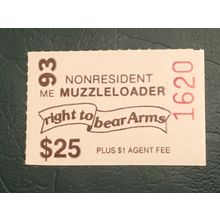 93
NONRESIDENT
ME MUZZLELOADER
right to bear Arms
$25
PLUS $1 AGENT FEE
1620